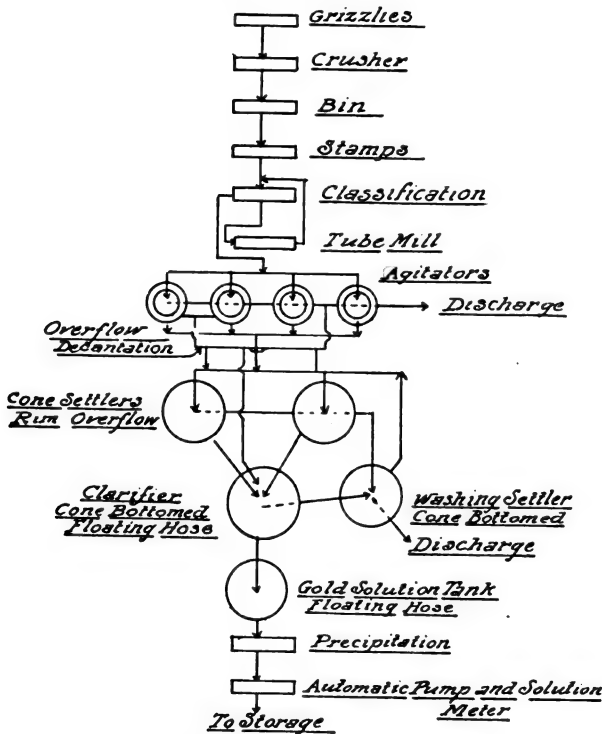 Grizzlies
Crusher
Bin
Stamps
Classification
Tube Mill
Agitators
Discharge
Overflow
Decantation
Cone Settlers
Rim Overflow
Clarifier
Cone Bottomed
Floating Hose
Washing Settler
Cone Bottomed
Discharge
Gold Solution Tank
Floating Hose
Precipitation
Automatic Pump and Solution
Meter
To Storage